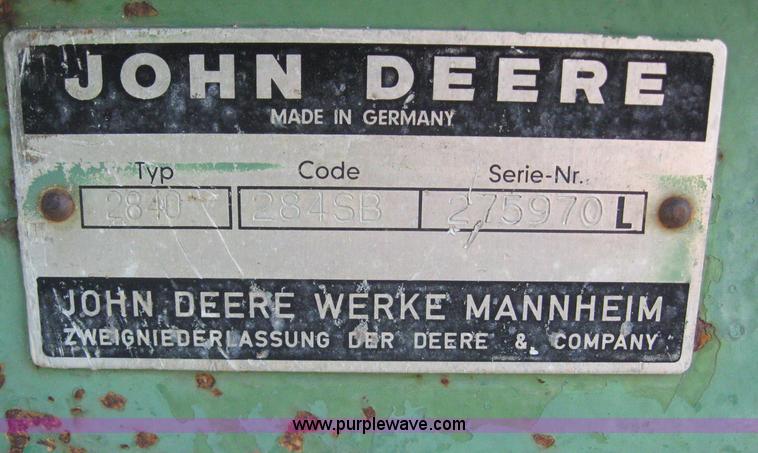 JOHN DEERE
MADE IN GERMANY
Typ Code Serie-Nr.
2840 284SB 275970 L
JOHN DEERE WERKE MANNHEIM
ZWEIGNIEDERLASSUNG DER DEERE & COMPANY
www.purplewave.com